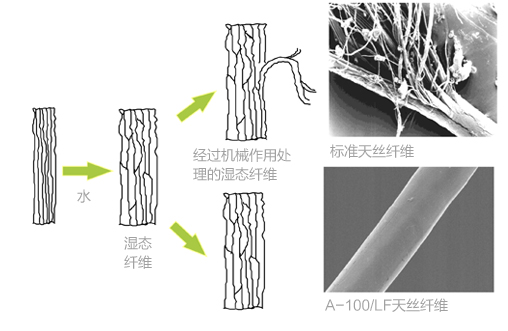 水
湿态
纤维
经过机械作用处
理的湿态纤维
标准天丝纤维
A-100/LF天丝纤维